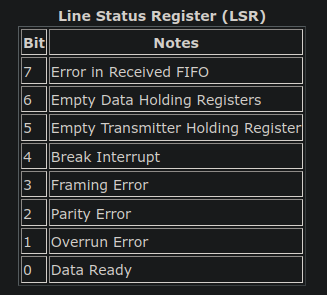 Line Status Register (LSR)
Bit Notes
7 Error in Received FIFO
6 Empty Data Holding Registers
5 Empty Transmitter Holding Register
4 Break Interrupt
3 Framing Error
2 Parity Error
1 Overrun Error
0 Data Ready